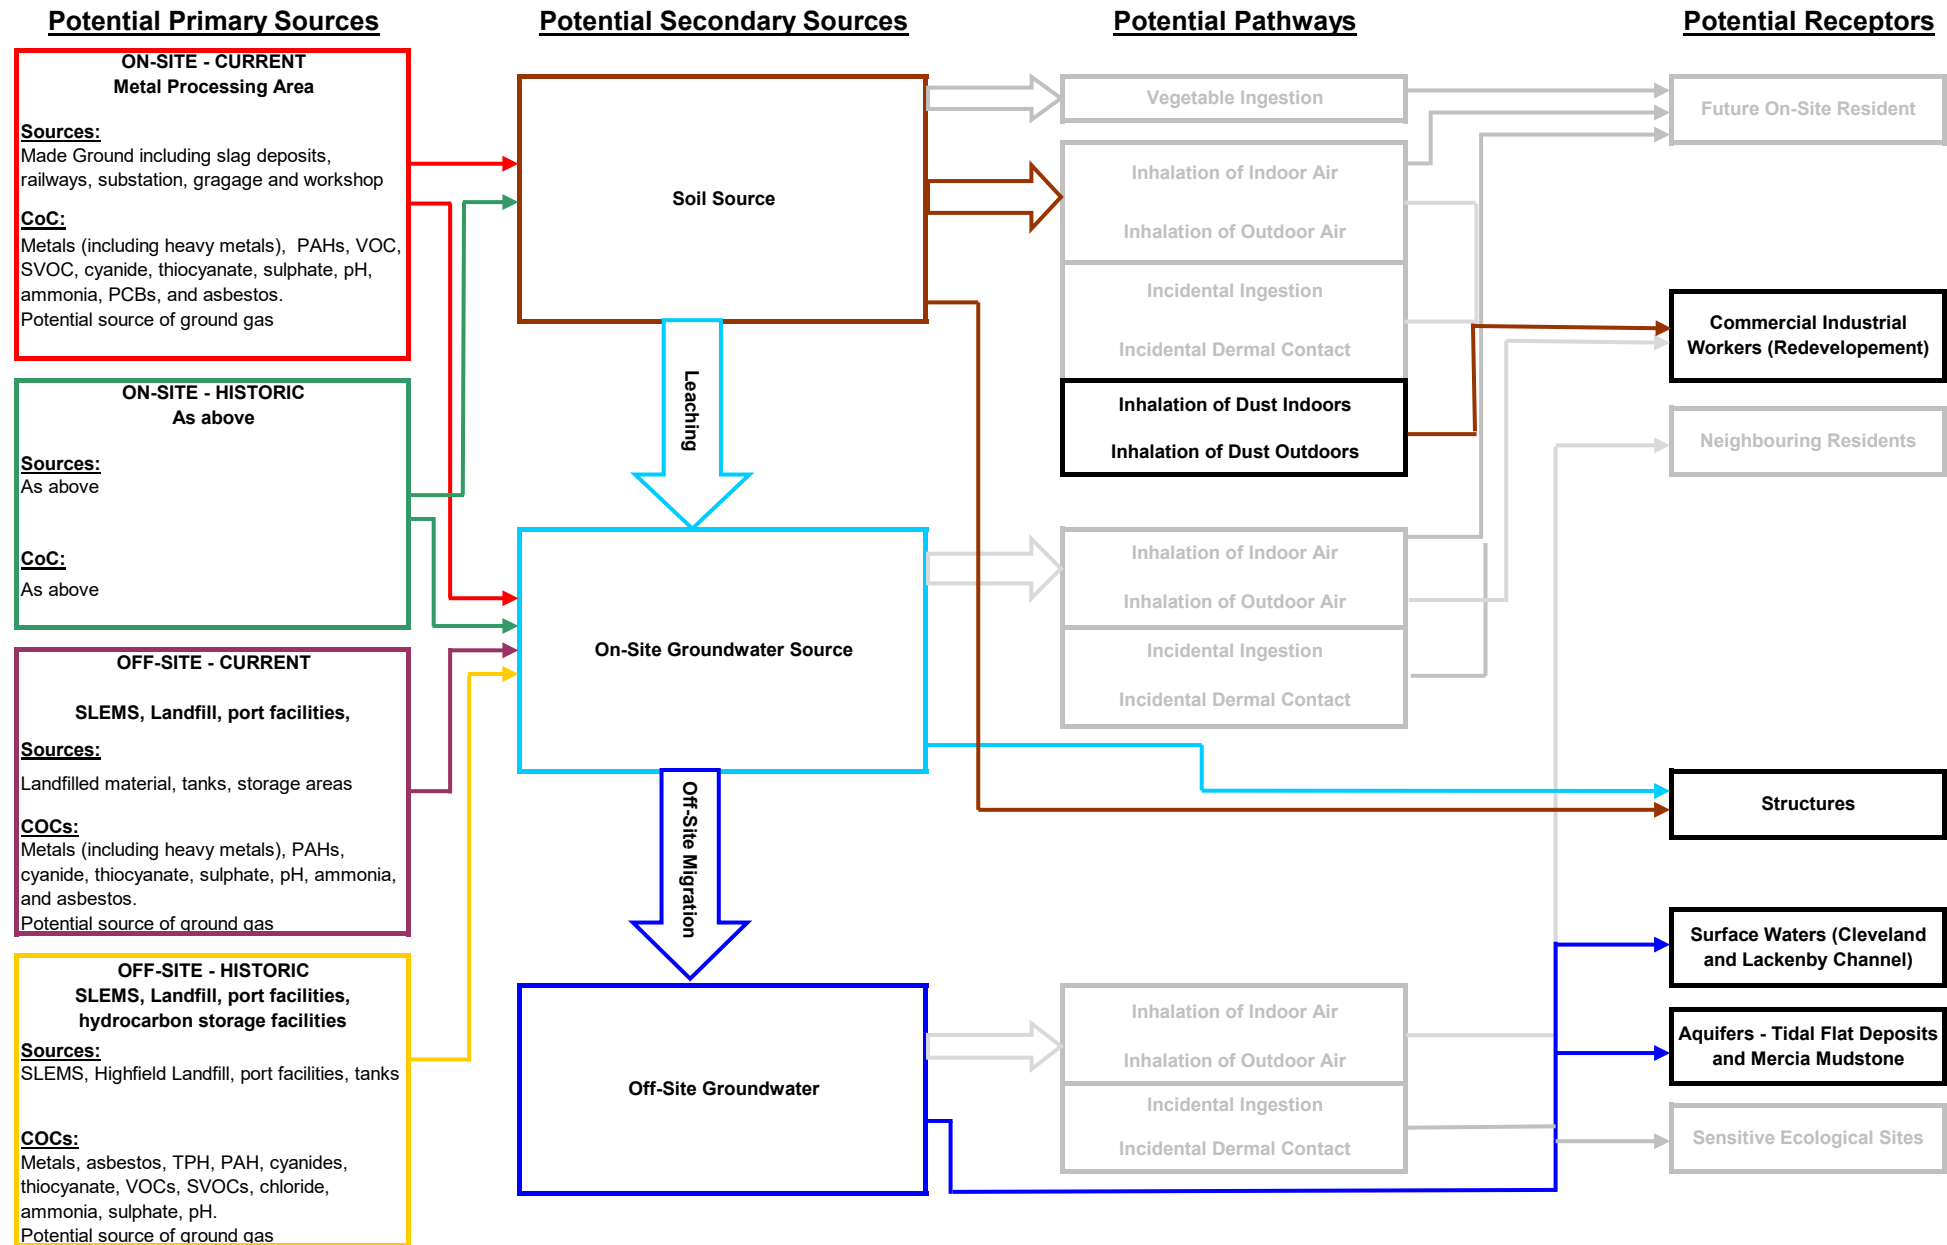 Potential Primary Sources
Potential Secondary Sources
Potential Pathways
Potential Receptors
ON-SITE - CURRENT
Metal Processing Area
Sources:
Made Ground including slag deposits,
railways, substation, gragage and workshop
CoC:
Metals (including heavy metals),  PAHs, VOC,
SVOC, cyanide, thiocyanate, sulphate, pH,
ammonia, PCBs, and asbestos.
Potential source of ground gas
ON-SITE - HISTORIC
As above
Sources:
As above
CoC:
As above
OFF-SITE - CURRENT
SLEMS, Landfill, port facilities,
Sources:
Landfilled material, tanks, storage areas
COCs:
Metals (including heavy metals), PAHs,
cyanide, thiocyanate, sulphate, pH, ammonia,
and asbestos.
Potential source of ground gas
OFF-SITE - HISTORIC
SLEMS, Landfill, port facilities,
hydrocarbon storage facilities
Sources:
SLEMS, Highfield Landfill, port facilities, tanks
COCs:
Metals, asbestos, TPH, PAH, cyanides,
thiocyanate, VOCs, SVOCs, chloride,
ammonia, sulphate, pH.
Potential source of ground gas
Soil Source
Leaching
On-Site Groundwater Source
Off-Site Migration
Off-Site Groundwater
Vegetable Ingestion
Inhalation of Indoor Air
Inhalation of Outdoor Air
Incidental Ingestion
Incidental Dermal Contact
Inhalation of Dust Indoors
Inhalation of Dust Outdoors
Inhalation of Indoor Air
Inhalation of Outdoor Air
Incidental Ingestion
Incidental Dermal Contact
Inhalation of Indoor Air
Inhalation of Outdoor Air
Incidental Ingestion
Incidental Dermal Contact
Future On-Site Resident
Commercial Industrial
Workers (Redevelopement)
Neighbouring Residents
Structures
Surface Waters (Cleveland
and Lackenby Channel)
Aquifers - Tidal Flat Deposits
and Mercia Mudstone
Sensitive Ecological Sites